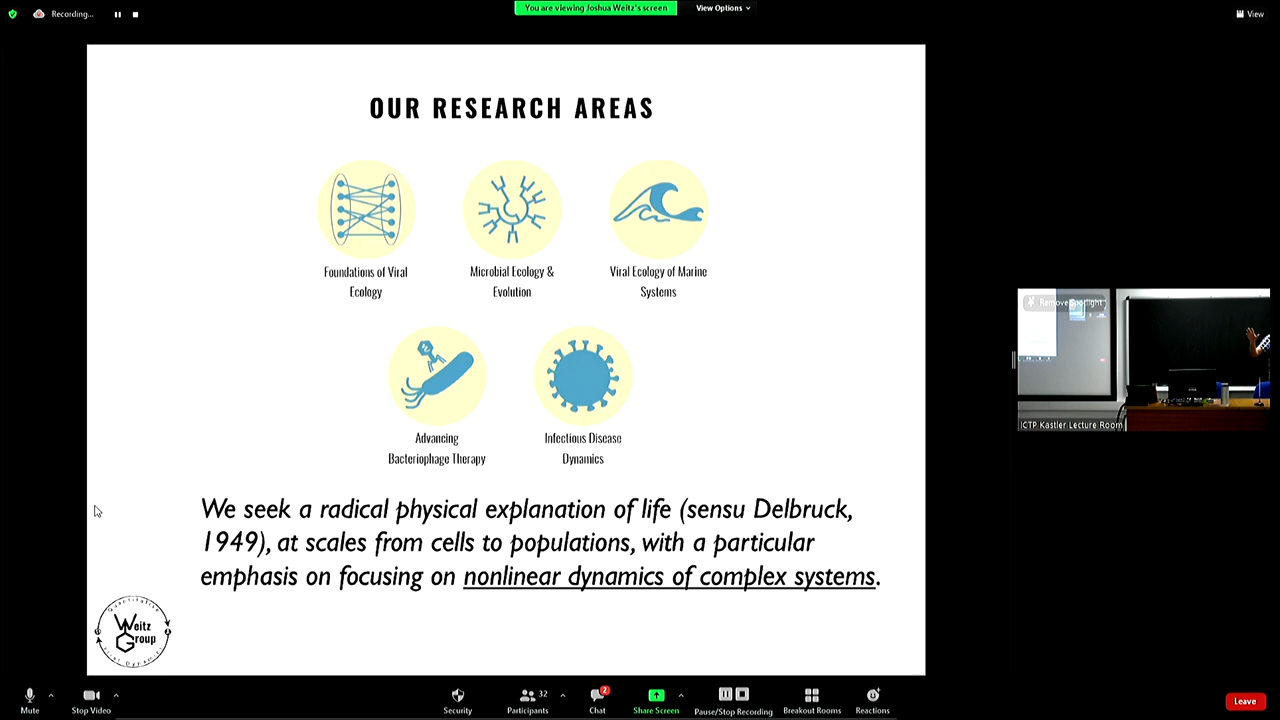 Recording...
You are viewing Joshua Weitz's screen
View Options
View
OUR RESEARCH AREAS
Foundations of Viral
Ecology
Microbial Ecology &
Evolution
Viral Ecology of Marine
Systems
Advancing
Bacteriophage Therapy
Infectious Disease
Dynamics
We seek a radical physical explanation of life (sensu Delbruck,
1949), at scales from cells to populations, with a particular
emphasis on focusing on nonlinear dynamics of complex systems.
Quantitative
Weitz
Group
Viral Dynamics
Remove Spotlight
ICTP Kastler Lecture Room
Mute
Stop Video
Security
32
Participants
2
Chat
Share Screen
Pause/Stop Recording
Breakout Rooms
Reactions
Leave